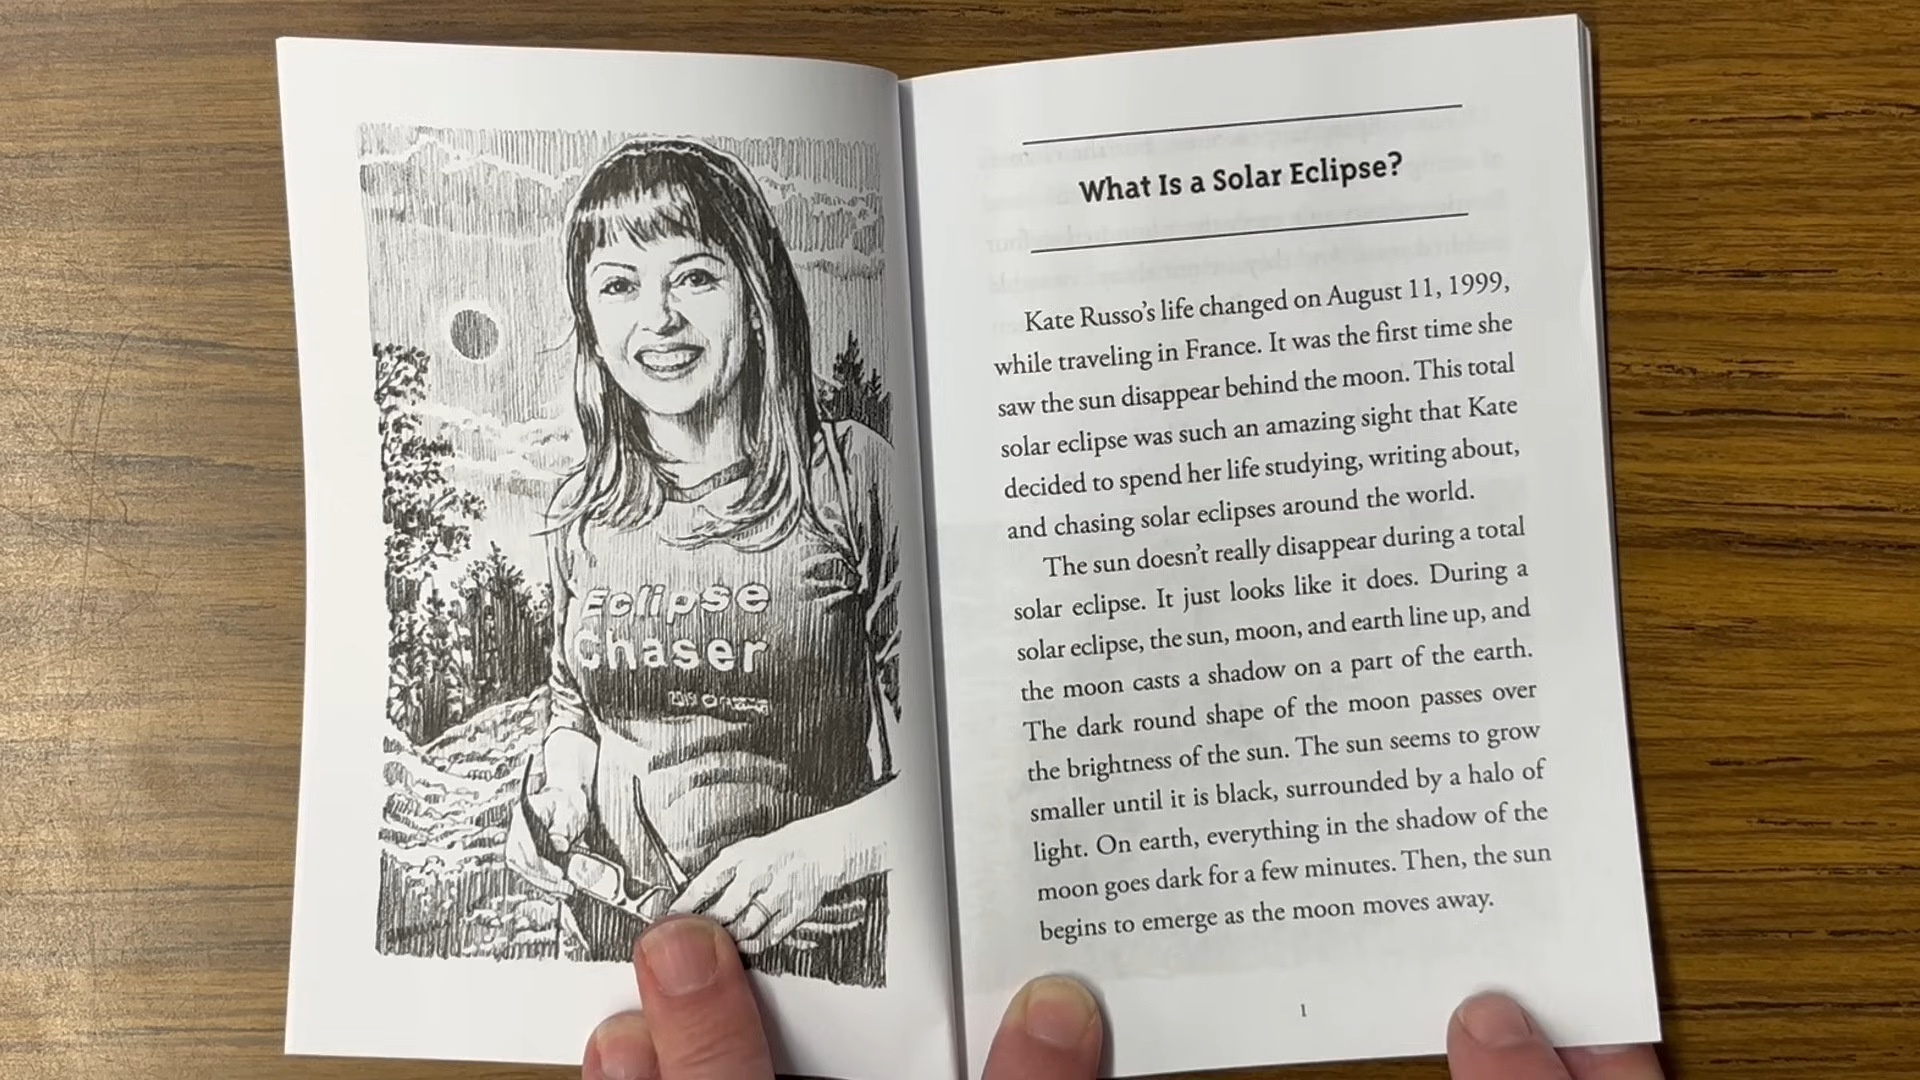 Eclipse
Chaser
2019
What Is a Solar Eclipse?
Kate Russo’s life changed on August 11, 1999,
while traveling in France. It was the first time she
saw the sun disappear behind the moon. This total
solar eclipse was such an amazing sight that Kate
decided to spend her life studying, writing about,
and chasing solar eclipses around the world.
The sun doesn’t really disappear during a total
solar eclipse. It just looks like it does. During a
solar eclipse, the sun, moon, and earth line up, and
the moon casts a shadow on a part of the earth.
The dark round shape of the moon passes over
the brightness of the sun. The sun seems to grow
smaller until it is black, surrounded by a halo of
light. On earth, everything in the shadow of the
moon goes dark for a few minutes. Then, the sun
begins to emerge as the moon moves away.
1